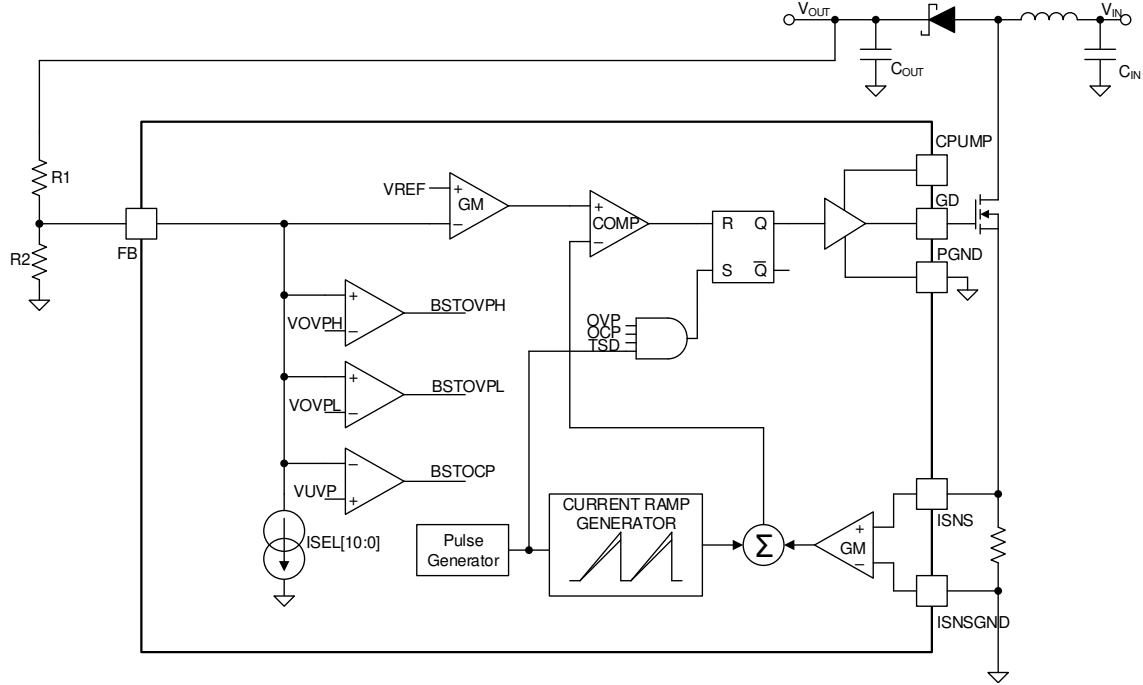 VOUT
VIN
COUT
CIN
CPUMP
R1
VREF
+
GM
−
+
COMP
−
R Q
GD
FB
R2
S Q
PGND
+
VOVPH
−
BSTOVPH
OVP
OCP
TSD
+
VOVPL
−
BSTOVPL
−
VUVP
+
BSTOCP
ISEL[10:0]
Pulse
Generator
CURRENT RAMP
GENERATOR
Σ
+
GM
−
ISNS
ISNSGND